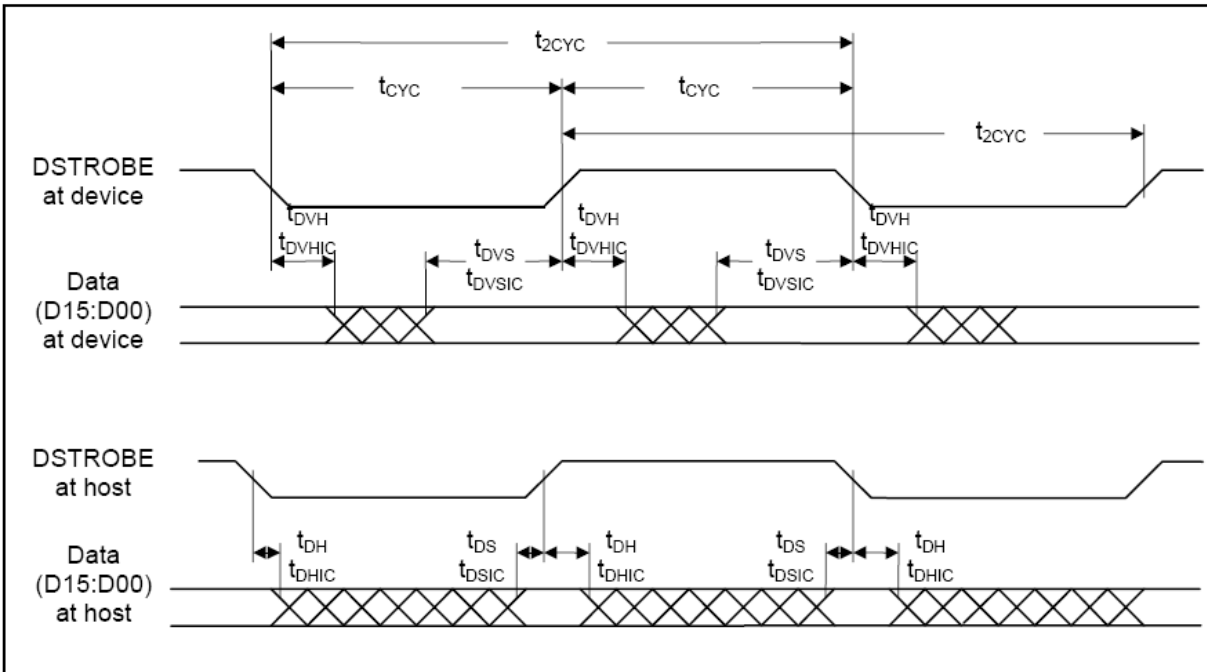 t2CYC
tCYC
tCYC
t2CYC
DSTROBE
at device
tDVH
tDVHIC
tDVS
tDVSIC
tDVH
tDVHIC
tDVS
tDVSIC
tDVH
tDVHIC
Data
(D15:D00)
at device
DSTROBE
at host
tDH
tDHIC
tDS
tDSIC
tDH
tDHIC
tDS
tDSIC
tDH
tDHIC
Data
(D15:D00)
at host